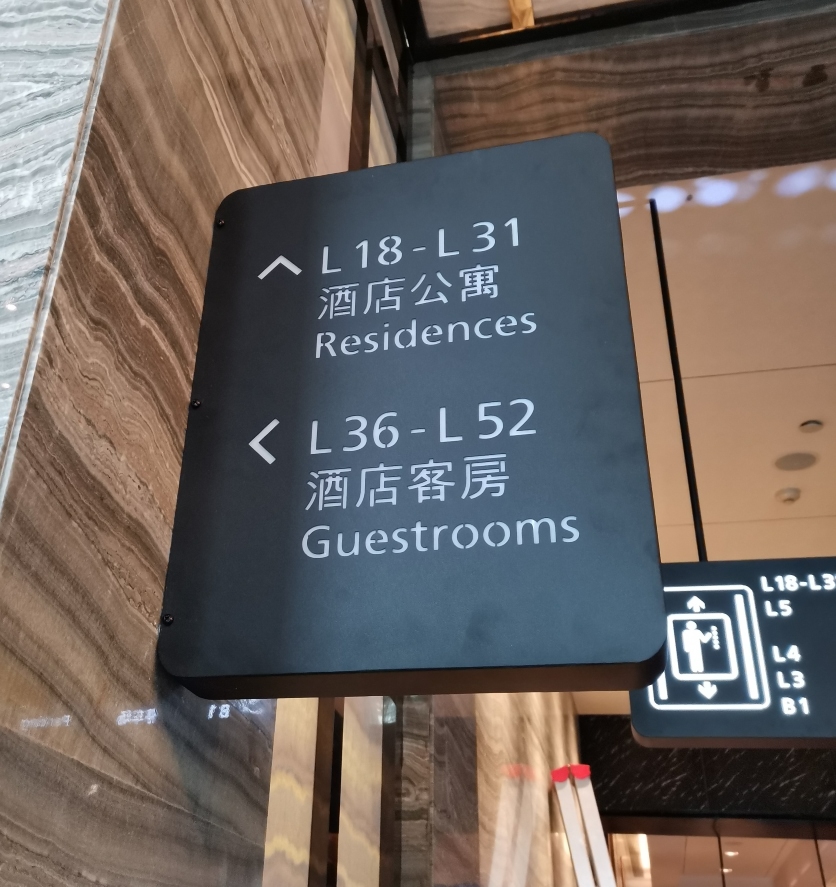 L18-L31
酒店公寓
Residences
L36-L52
酒店客房
Guestrooms
L5
L4
L3
B1